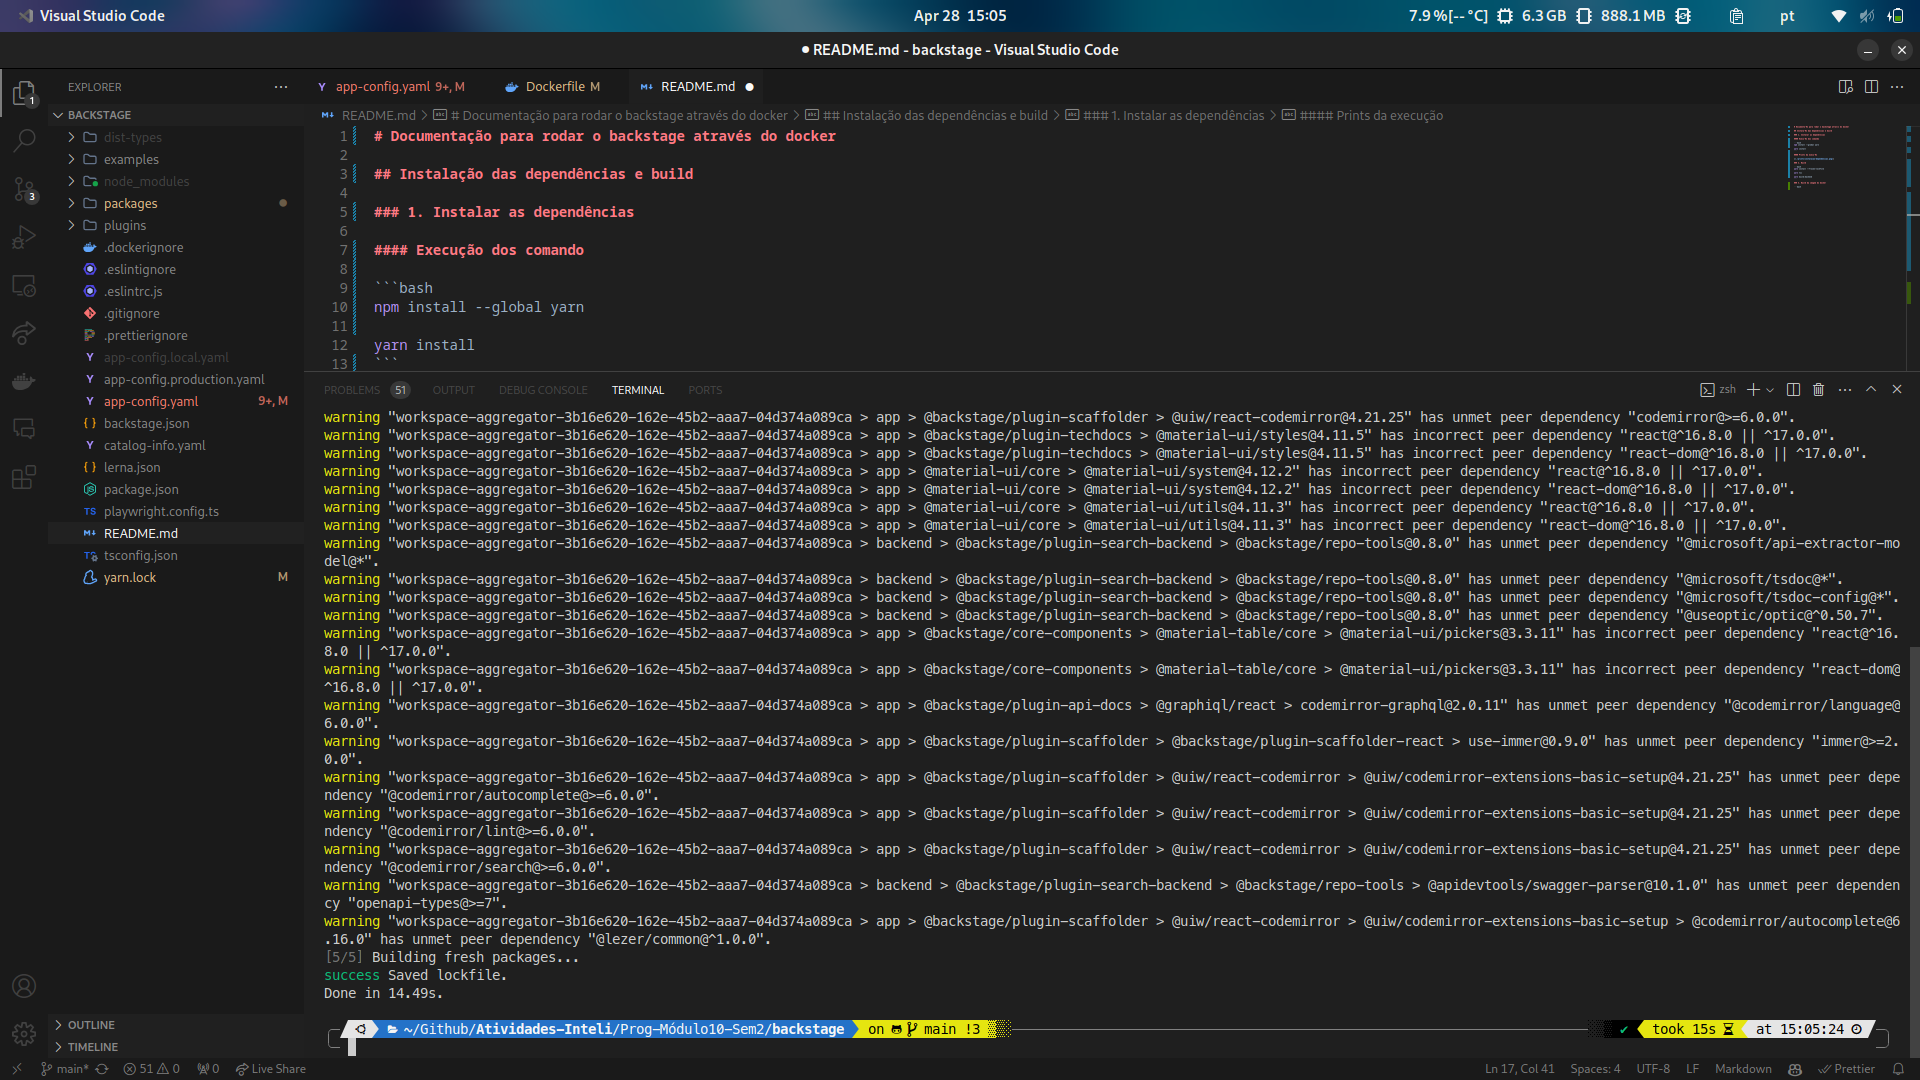 Visual Studio Code
Apr 28 15:05
7.9 %[-- °C] 6.3 GB 888.1 MB pt
● README.md - backstage - Visual Studio Code
EXPLORER
app-config.yaml 9+, M
Dockerfile M
README.md
BACKSTAGE
dist-types
examples
node_modules
packages
plugins
.dockerignore
.eslintignore
.eslintrc.js
.gitignore
.prettierignore
app-config.local.yaml
app-config.production.yaml
app-config.yaml 9+, M
backstage.json
catalog-info.yaml
lerna.json
package.json
playwright.config.ts
README.md
tsconfig.json
yarn.lock M
OUTLINE
TIMELINE
README.md > # Documentação para rodar o backstage através do docker > ## Instalação das dependências e build > ### 1. Instalar as dependências > #### Prints da execução
1 # Documentação para rodar o backstage através do docker
2
3 ## Instalação das dependências e build
4
5 ### 1. Instalar as dependências
6
7 #### Execução dos comando
8
9 ```bash
10 npm install --global yarn
11
12 yarn install
13 ```
PROBLEMS 51 OUTPUT DEBUG CONSOLE TERMINAL PORTS
zsh
warning "workspace-aggregator-3b16e620-162e-45b2-aaa7-04d374a089ca > app > @backstage/plugin-scaffolder > @uiw/react-codemirror@4.21.25" has unmet peer dependency "codemirror@>=6.0.0".
warning "workspace-aggregator-3b16e620-162e-45b2-aaa7-04d374a089ca > app > @backstage/plugin-techdocs > @material-ui/styles@4.11.5" has incorrect peer dependency "react@^16.8.0 || ^17.0.0".
warning "workspace-aggregator-3b16e620-162e-45b2-aaa7-04d374a089ca > app > @backstage/plugin-techdocs > @material-ui/styles@4.11.5" has incorrect peer dependency "react-dom@^16.8.0 || ^17.0.0".
warning "workspace-aggregator-3b16e620-162e-45b2-aaa7-04d374a089ca > app > @material-ui/core > @material-ui/system@4.12.2" has incorrect peer dependency "react@^16.8.0 || ^17.0.0".
warning "workspace-aggregator-3b16e620-162e-45b2-aaa7-04d374a089ca > app > @material-ui/core > @material-ui/system@4.12.2" has incorrect peer dependency "react-dom@^16.8.0 || ^17.0.0".
warning "workspace-aggregator-3b16e620-162e-45b2-aaa7-04d374a089ca > app > @material-ui/core > @material-ui/utils@4.11.3" has incorrect peer dependency "react@^16.8.0 || ^17.0.0".
warning "workspace-aggregator-3b16e620-162e-45b2-aaa7-04d374a089ca > app > @material-ui/core > @material-ui/utils@4.11.3" has incorrect peer dependency "react-dom@^16.8.0 || ^17.0.0".
warning "workspace-aggregator-3b16e620-162e-45b2-aaa7-04d374a089ca > backend > @backstage/plugin-search-backend > @backstage/repo-tools@0.8.0" has unmet peer dependency "@microsoft/api-extractor-mo
del@*".
warning "workspace-aggregator-3b16e620-162e-45b2-aaa7-04d374a089ca > backend > @backstage/plugin-search-backend > @backstage/repo-tools@0.8.0" has unmet peer dependency "@microsoft/tsdoc@*".
warning "workspace-aggregator-3b16e620-162e-45b2-aaa7-04d374a089ca > backend > @backstage/plugin-search-backend > @backstage/repo-tools@0.8.0" has unmet peer dependency "@microsoft/tsdoc-config@*".
warning "workspace-aggregator-3b16e620-162e-45b2-aaa7-04d374a089ca > backend > @backstage/plugin-search-backend > @backstage/repo-tools@0.8.0" has unmet peer dependency "@useoptic/optic@^0.50.7".
warning "workspace-aggregator-3b16e620-162e-45b2-aaa7-04d374a089ca > app > @backstage/core-components > @material-table/core > @material-ui/pickers@3.3.11" has incorrect peer dependency "react@^16.
8.0 || ^17.0.0".
warning "workspace-aggregator-3b16e620-162e-45b2-aaa7-04d374a089ca > app > @backstage/core-components > @material-table/core > @material-ui/pickers@3.3.11" has incorrect peer dependency "react-dom@
^16.8.0 || ^17.0.0".
warning "workspace-aggregator-3b16e620-162e-45b2-aaa7-04d374a089ca > app > @backstage/plugin-api-docs > @graphiql/react > codemirror-graphql@2.0.11" has unmet peer dependency "@codemirror/language@
6.0.0".
warning "workspace-aggregator-3b16e620-162e-45b2-aaa7-04d374a089ca > app > @backstage/plugin-scaffolder > @backstage/plugin-scaffolder-react > use-immer@0.9.0" has unmet peer dependency "immer@>=2.
0.0".
warning "workspace-aggregator-3b16e620-162e-45b2-aaa7-04d374a089ca > app > @backstage/plugin-scaffolder > @uiw/react-codemirror > @uiw/codemirror-extensions-basic-setup@4.21.25" has unmet peer depe
ndency "@codemirror/autocomplete@>=6.0.0".
warning "workspace-aggregator-3b16e620-162e-45b2-aaa7-04d374a089ca > app > @backstage/plugin-scaffolder > @uiw/react-codemirror > @uiw/codemirror-extensions-basic-setup@4.21.25" has unmet peer depe
ndency "@codemirror/lint@>=6.0.0".
warning "workspace-aggregator-3b16e620-162e-45b2-aaa7-04d374a089ca > app > @backstage/plugin-scaffolder > @uiw/react-codemirror > @uiw/codemirror-extensions-basic-setup@4.21.25" has unmet peer depe
ndency "@codemirror/search@>=6.0.0".
warning "workspace-aggregator-3b16e620-162e-45b2-aaa7-04d374a089ca > backend > @backstage/plugin-search-backend > @backstage/repo-tools > @apidevtools/swagger-parser@10.1.0" has unmet peer dependen
cy "openapi-types@>=7".
warning "workspace-aggregator-3b16e620-162e-45b2-aaa7-04d374a089ca > app > @backstage/plugin-scaffolder > @uiw/react-codemirror > @uiw/codemirror-extensions-basic-setup > @codemirror/autocomplete@6
.16.0" has unmet peer dependency "@lezer/common@^1.0.0".
[5/5] Building fresh packages...
success Saved lockfile.
Done in 14.49s.
~/Github/Atividades-Inteli/Prog-Módulo10-Sem2/backstage on main !3 ✔ took 15s at 15:05:24
main* 51 0 0 Live Share
Ln 17, Col 41 Spaces: 4 UTF-8 LF Markdown Prettier